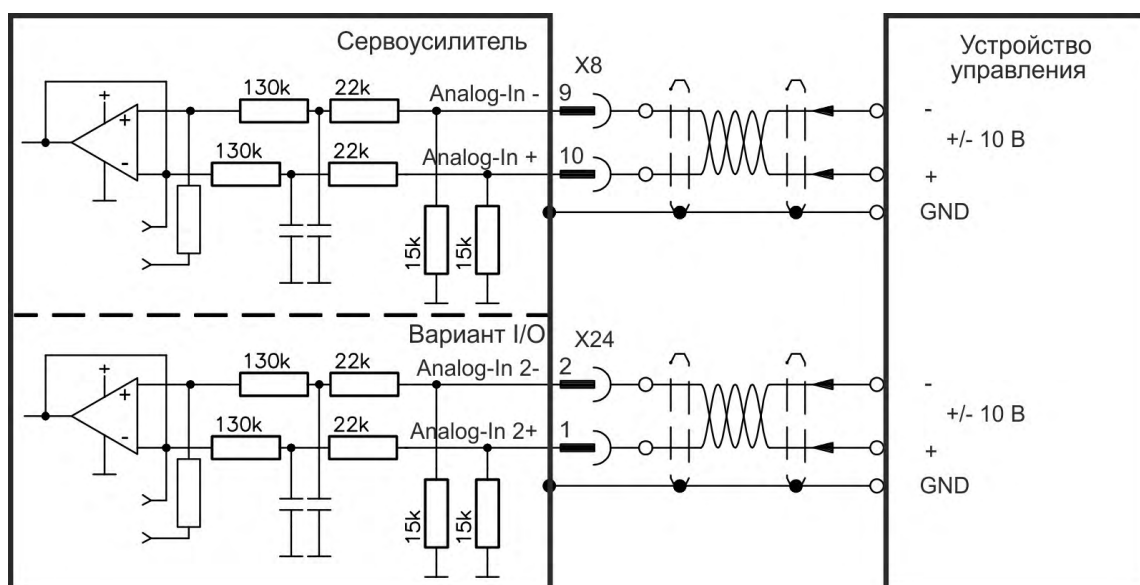 Сервоусилитель
Устройство
управления
X8
130k
22k
Analog-In -
9
-
+
-
+/- 10 В
130k
22k
Analog-In +
10
+
GND
15k
15k
Вариант I/O
X24
130k
22k
Analog-In 2-
2
-
+
+
-
+/- 10 В
130k
22k
Analog-In 2+
1
+
GND
15k
15k